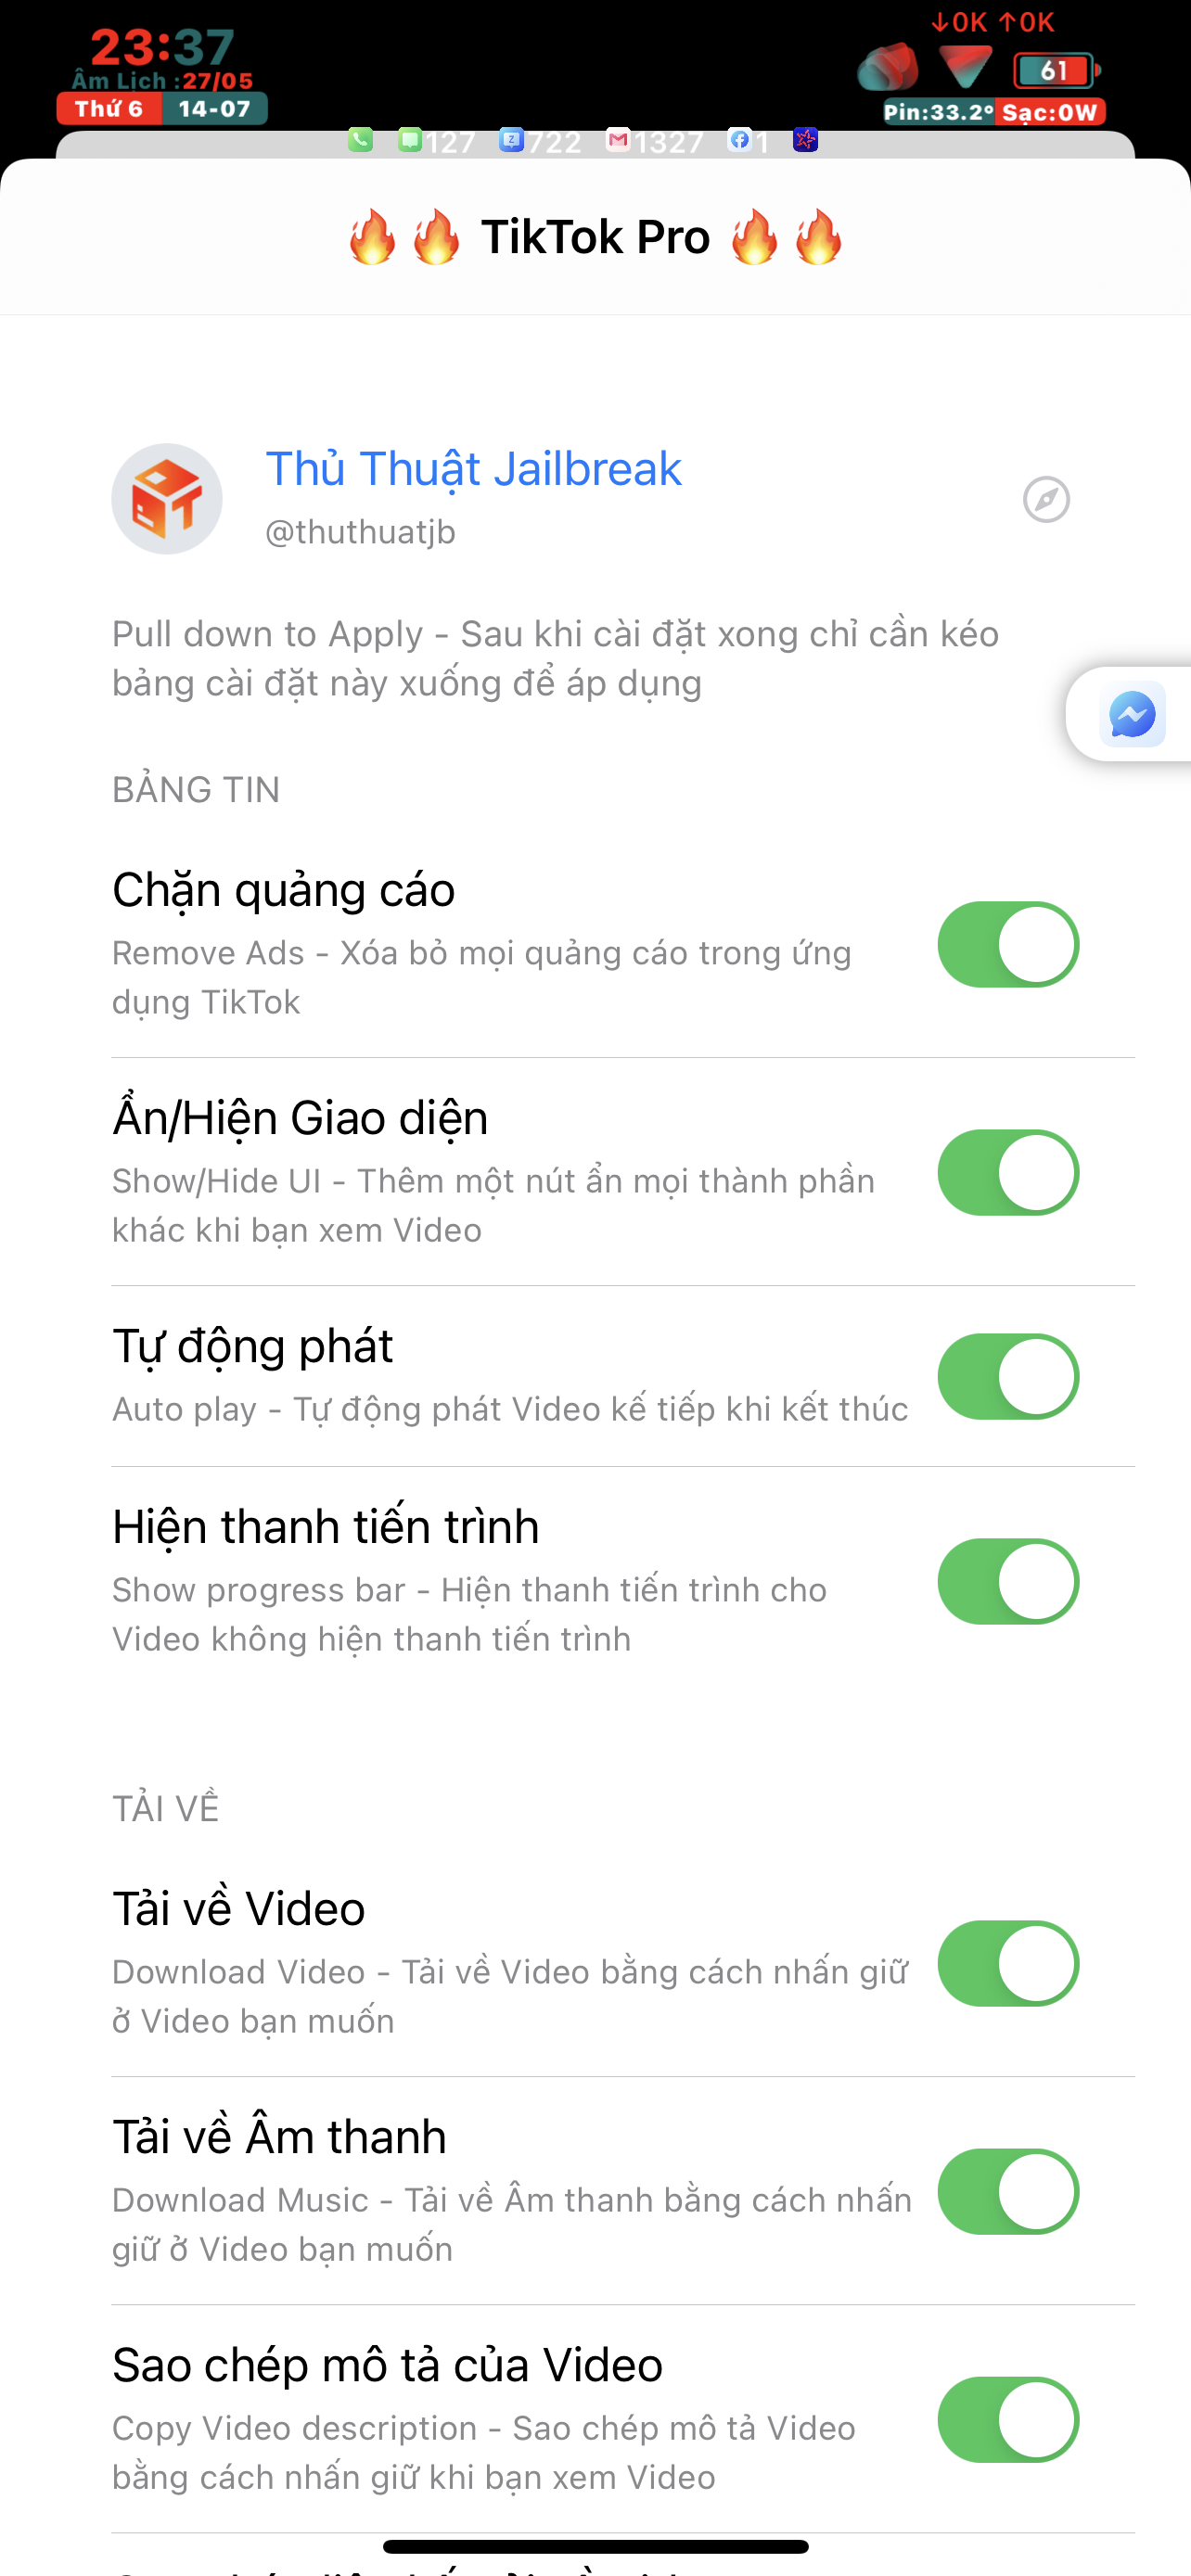 ↓0K ↑0K
23:37
Âm Lịch :27/05
Thứ 6 14-07
61
Pin:33.2° Sạc:0W
127 722 1327 1
🔥🔥 TikTok Pro 🔥🔥
Thủ Thuật Jailbreak
@thuthuatjb
Pull down to Apply - Sau khi cài đặt xong chỉ cần kéo
bảng cài đặt này xuống để áp dụng
BẢNG TIN
Chặn quảng cáo
Remove Ads - Xóa bỏ mọi quảng cáo trong ứng
dụng TikTok
Ẩn/Hiện Giao diện
Show/Hide UI - Thêm một nút ẩn mọi thành phần
khác khi bạn xem Video
Tự động phát
Auto play - Tự động phát Video kế tiếp khi kết thúc
Hiện thanh tiến trình
Show progress bar - Hiện thanh tiến trình cho
Video không hiện thanh tiến trình
TẢI VỀ
Tải về Video
Download Video - Tải về Video bằng cách nhấn giữ
ở Video bạn muốn
Tải về Âm thanh
Download Music - Tải về Âm thanh bằng cách nhấn
giữ ở Video bạn muốn
Sao chép mô tả của Video
Copy Video description - Sao chép mô tả Video
bằng cách nhấn giữ khi bạn xem Video